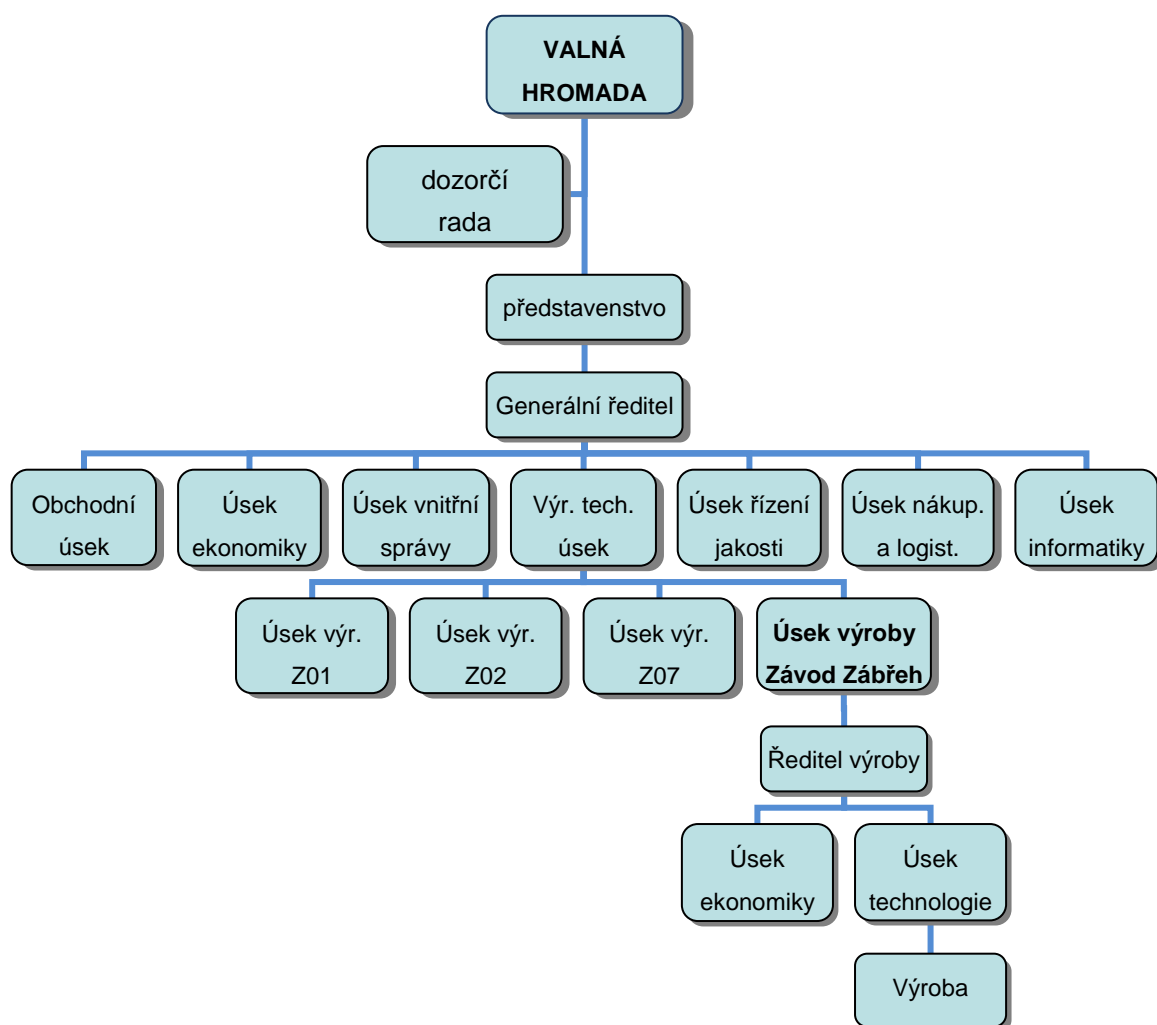 VALNÁ
HROMADA
dozorčí
rada
představenstvo
Generální ředitel
Obchodní
úsek
Úsek
ekonomiky
Úsek vnitřní
správy
Výr. tech.
úsek
Úsek řízení
jakosti
Úsek nákup.
a logist.
Úsek
informatiky
Úsek výr.
Z01
Úsek výr.
Z02
Úsek výr.
Z07
Úsek výroby
Závod Zábřeh
Ředitel výroby
Úsek
ekonomiky
Úsek
technologie
Výroba